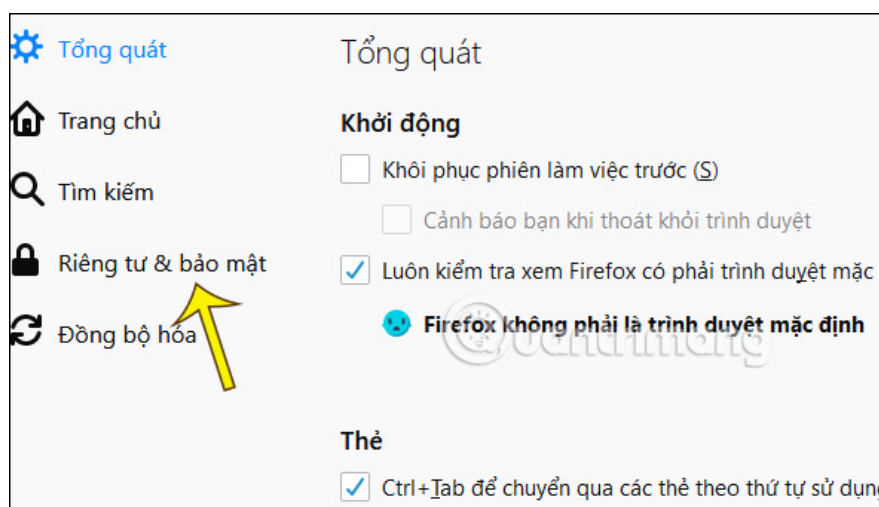 Tổng quát
Trang chủ
Tìm kiếm
Riêng tư & bảo mật
Đồng bộ hóa
Tổng quát
Khởi động
Khôi phục phiên làm việc trước (S)
Cảnh báo bạn khi thoát khỏi trình duyệt
Luôn kiểm tra xem Firefox có phải trình duyệt mặc
Firefox không phải là trình duyệt mặc định
Quantrimang
Thẻ
Ctrl+Tab để chuyển qua các thẻ theo thứ tự sử dụng